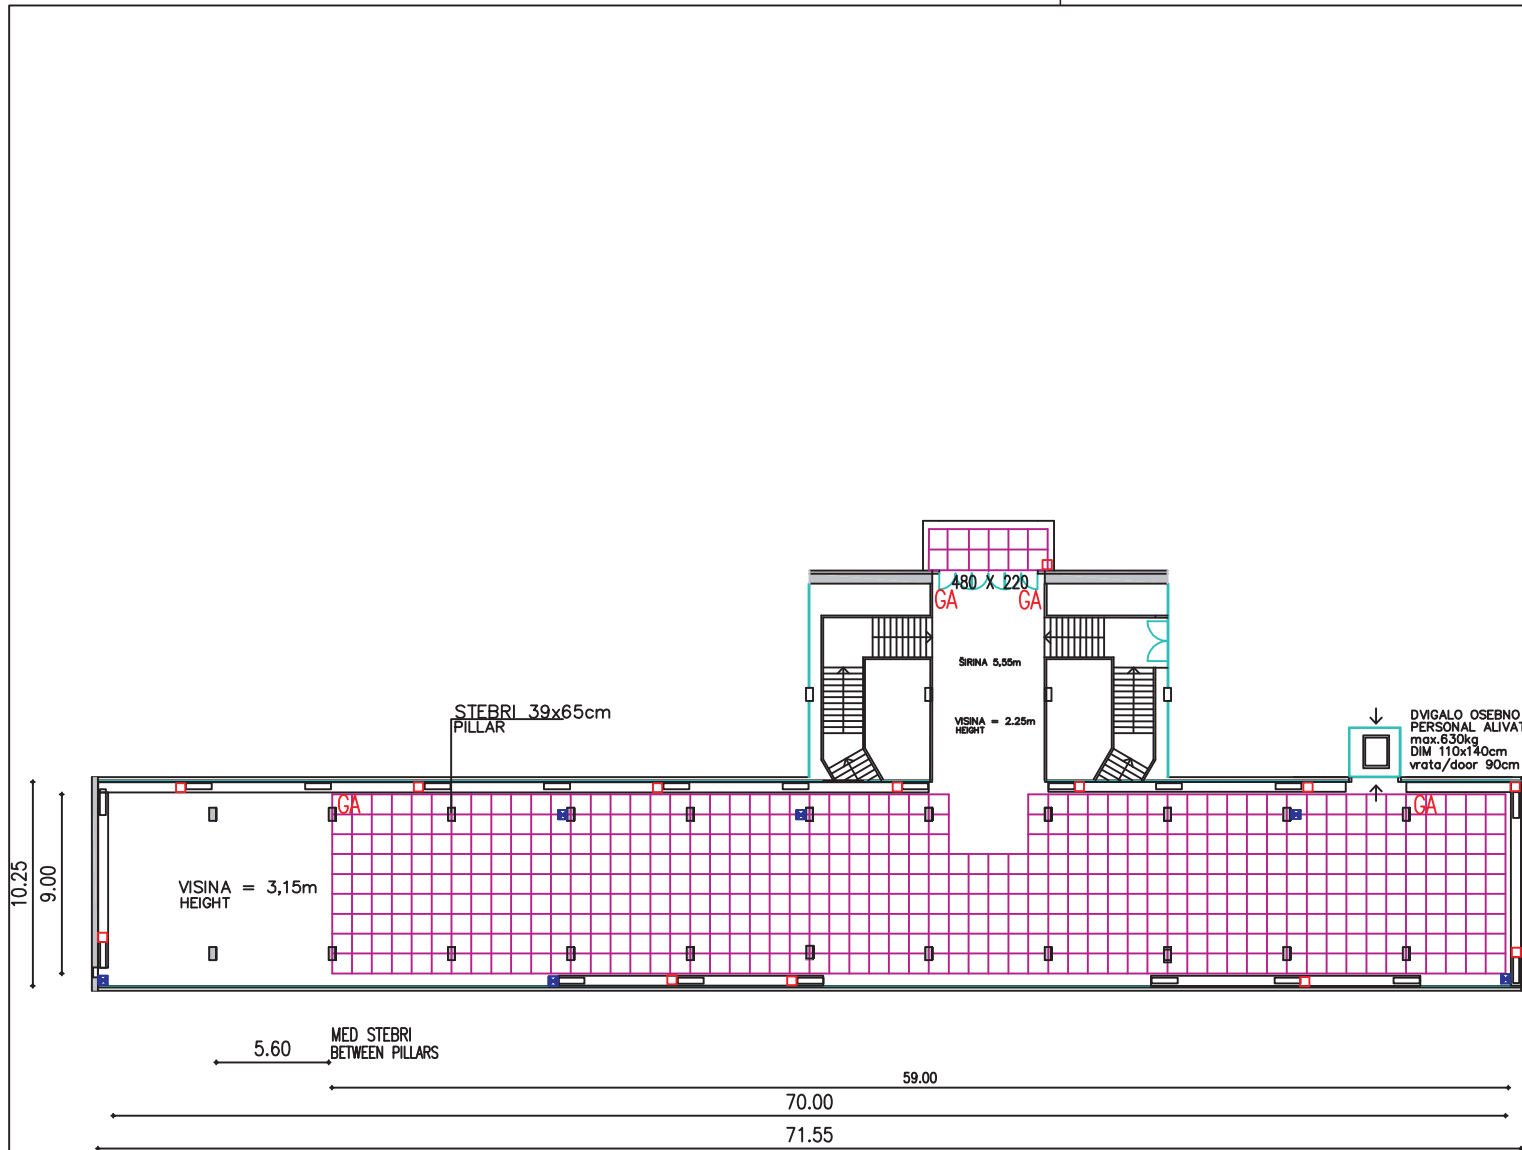 480 X 220
GA
GA
ŠIRINA 5,55m
VISINA = 2.25m
HEIGHT
STEBRI 39x65cm
PILLAR
DVIGALO OSEBNO
PERSONAL ALIVAT
max.630kg
DIM 110x140cm
vrata/door 90cm
GA
GA
10.25
9.00
VISINA = 3,15m
HEIGHT
5.60
MED STEBRI
BETWEEN PILLARS
59.00
70.00
71.55